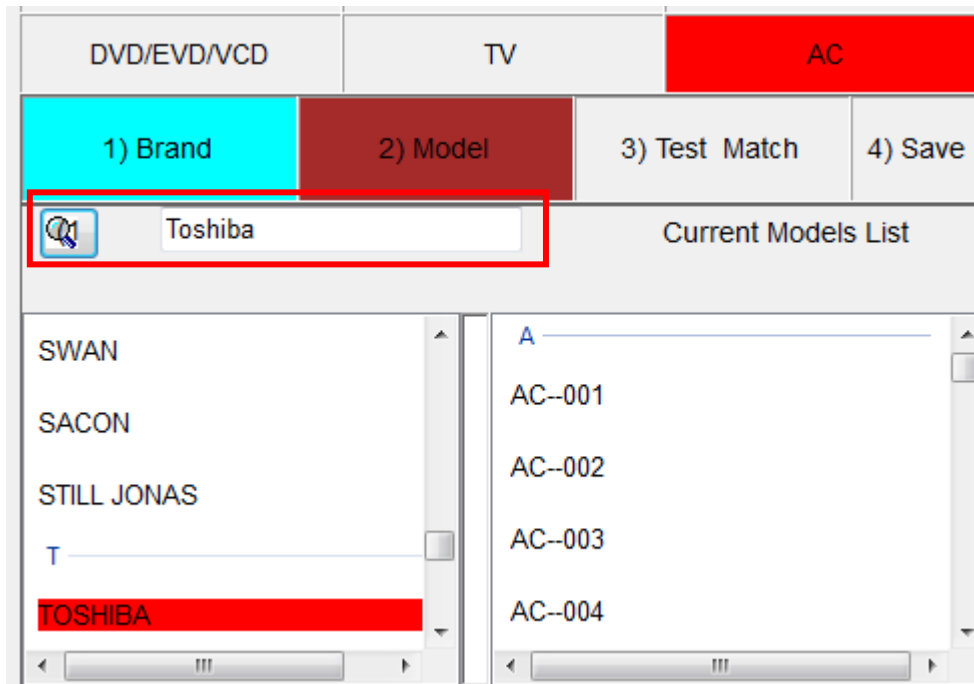 DVD/EVD/VCD TV AC
1) Brand 2) Model 3) Test Match 4) Save
Toshiba Current Models List
SWAN
SACON
STILL JONAS
T
TOSHIBA
A
AC--001
AC--002
AC--003
AC--004